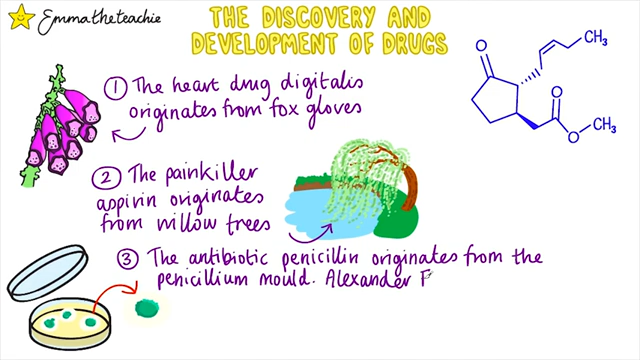 Emmatheteachie
THE DISCOVERY AND
DEVELOPMENT OF DRUGS
① The heart drug digitalis
originates from fox gloves
② The painkiller
aspirin originates
from willow trees
③ The antibiotic penicillin originates from the
penicillium mould. Alexander F
O
CH₃
O
O
CH₃